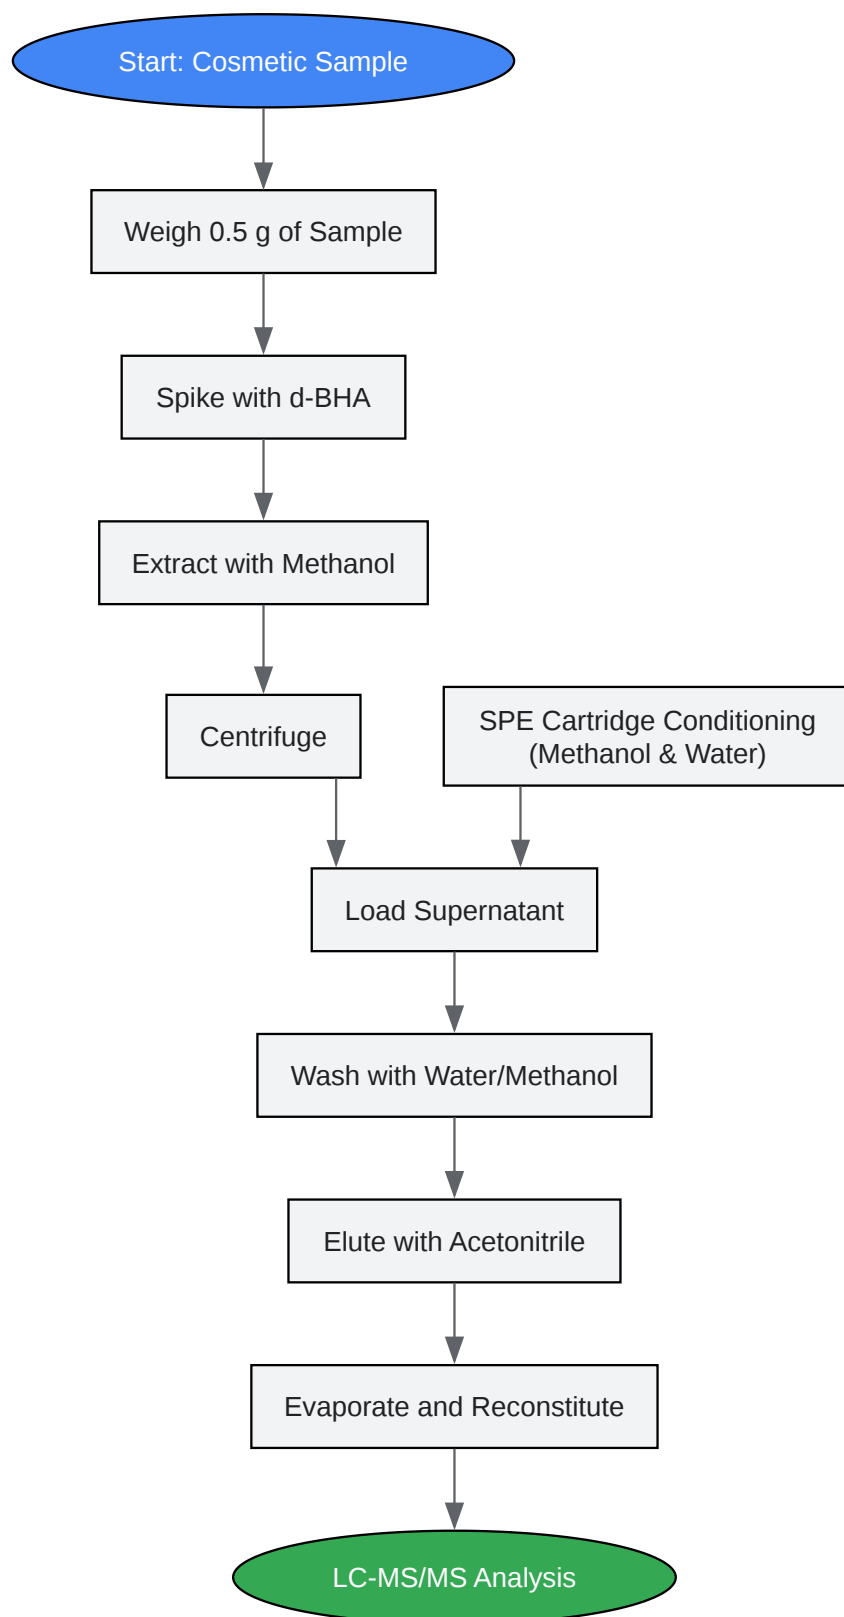 Start: Cosmetic Sample
Weigh 0.5 g of Sample
Spike with d-BHA
Extract with Methanol
Centrifuge
SPE Cartridge Conditioning
(Methanol & Water)
Load Supernatant
Wash with Water/Methanol
Elute with Acetonitrile
Evaporate and Reconstitute
LC-MS/MS Analysis